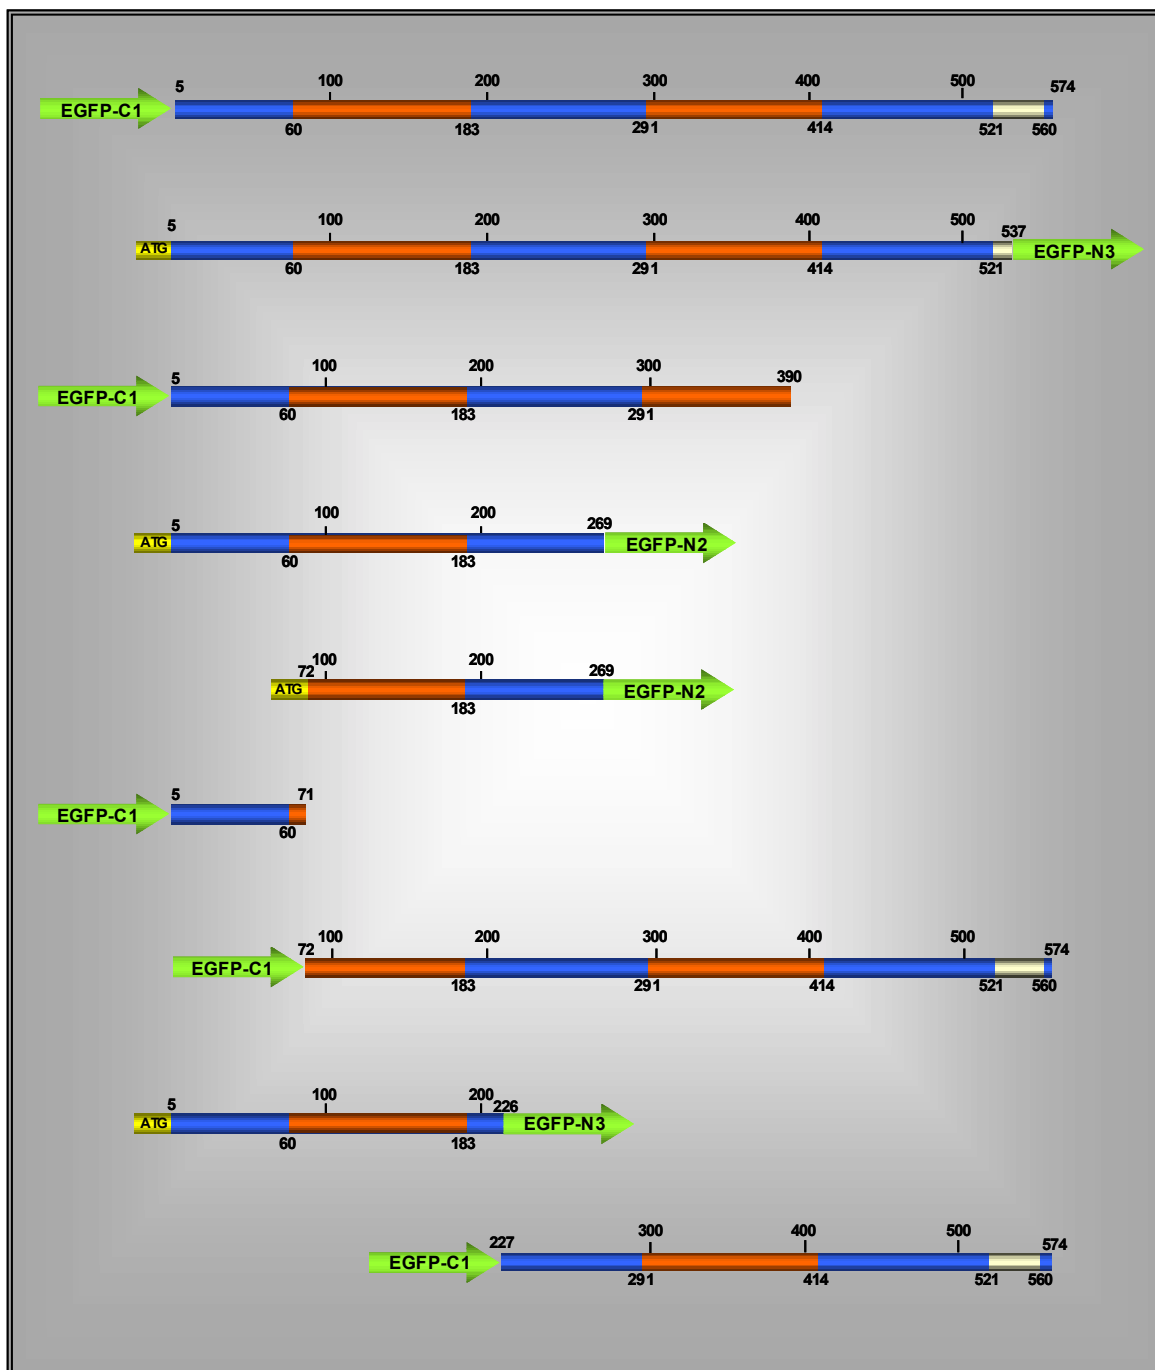 5 100 200 300 400 500 574
EGFP-C1
60 183 291 414 521 560
5 100 200 300 400 500 537
ATG EGFP-N3
60 183 291 414 521
5 100 200 300 390
EGFP-C1
60 183 291
5 100 200 269
ATG EGFP-N2
60 183
72 100 200 269
ATG EGFP-N2
183
5 71
EGFP-C1
60
72 100 200 300 400 500 574
EGFP-C1
183 291 414 521 560
5 100 200 226
ATG EGFP-N3
60 183
227 300 400 500 574
EGFP-C1
291 414 521 560